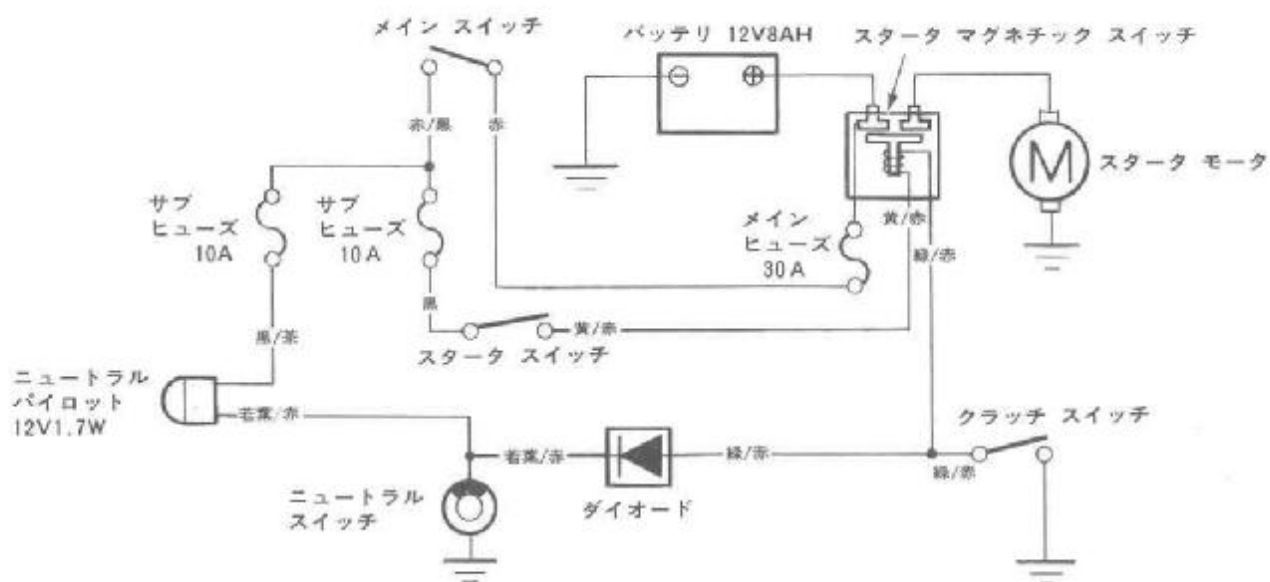 メイン スイッチ
バッテリ 12V8AH
スタータ マグネチック スイッチ
赤/黒
赤
M
スタータ モータ
サブ
ヒューズ
10A
サブ
ヒューズ
10A
メイン
ヒューズ
30A
黄/赤
緑/赤
黒
黄/赤
スタータ スイッチ
黒/茶
ニュートラル
パイロット
12V1.7W
若葉/赤
クラッチ スイッチ
若葉/赤
緑/赤
緑/赤
ダイオード
ニュートラル
スイッチ